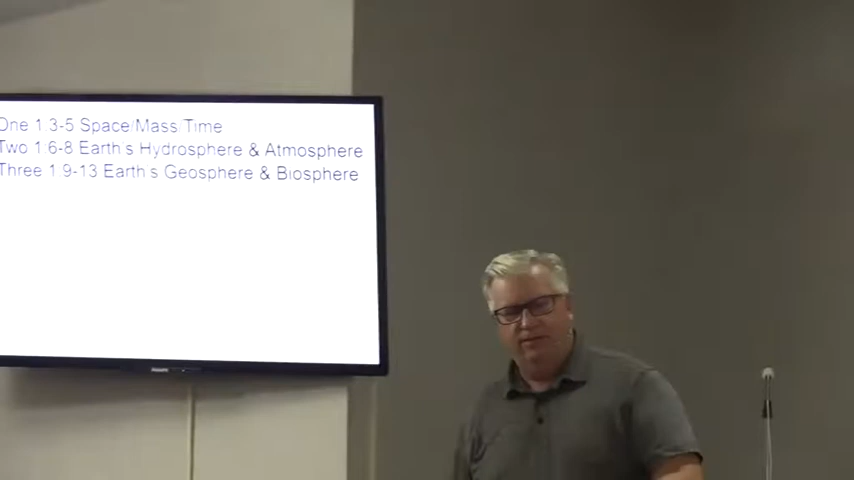 One 1:3-5 Space/Mass/Time
Two 1:6-8 Earth's Hydrosphere & Atmosphere
Three 1:9-13 Earth's Geosphere & Biosphere